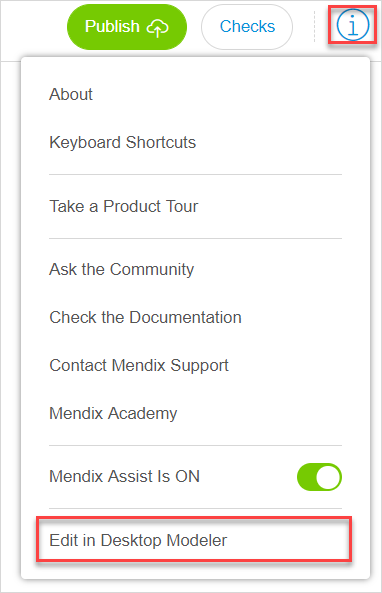 Publish Checks
About
Keyboard Shortcuts
Take a Product Tour
Ask the Community
Check the Documentation
Contact Mendix Support
Mendix Academy
Mendix Assist Is ON
Edit in Desktop Modeler